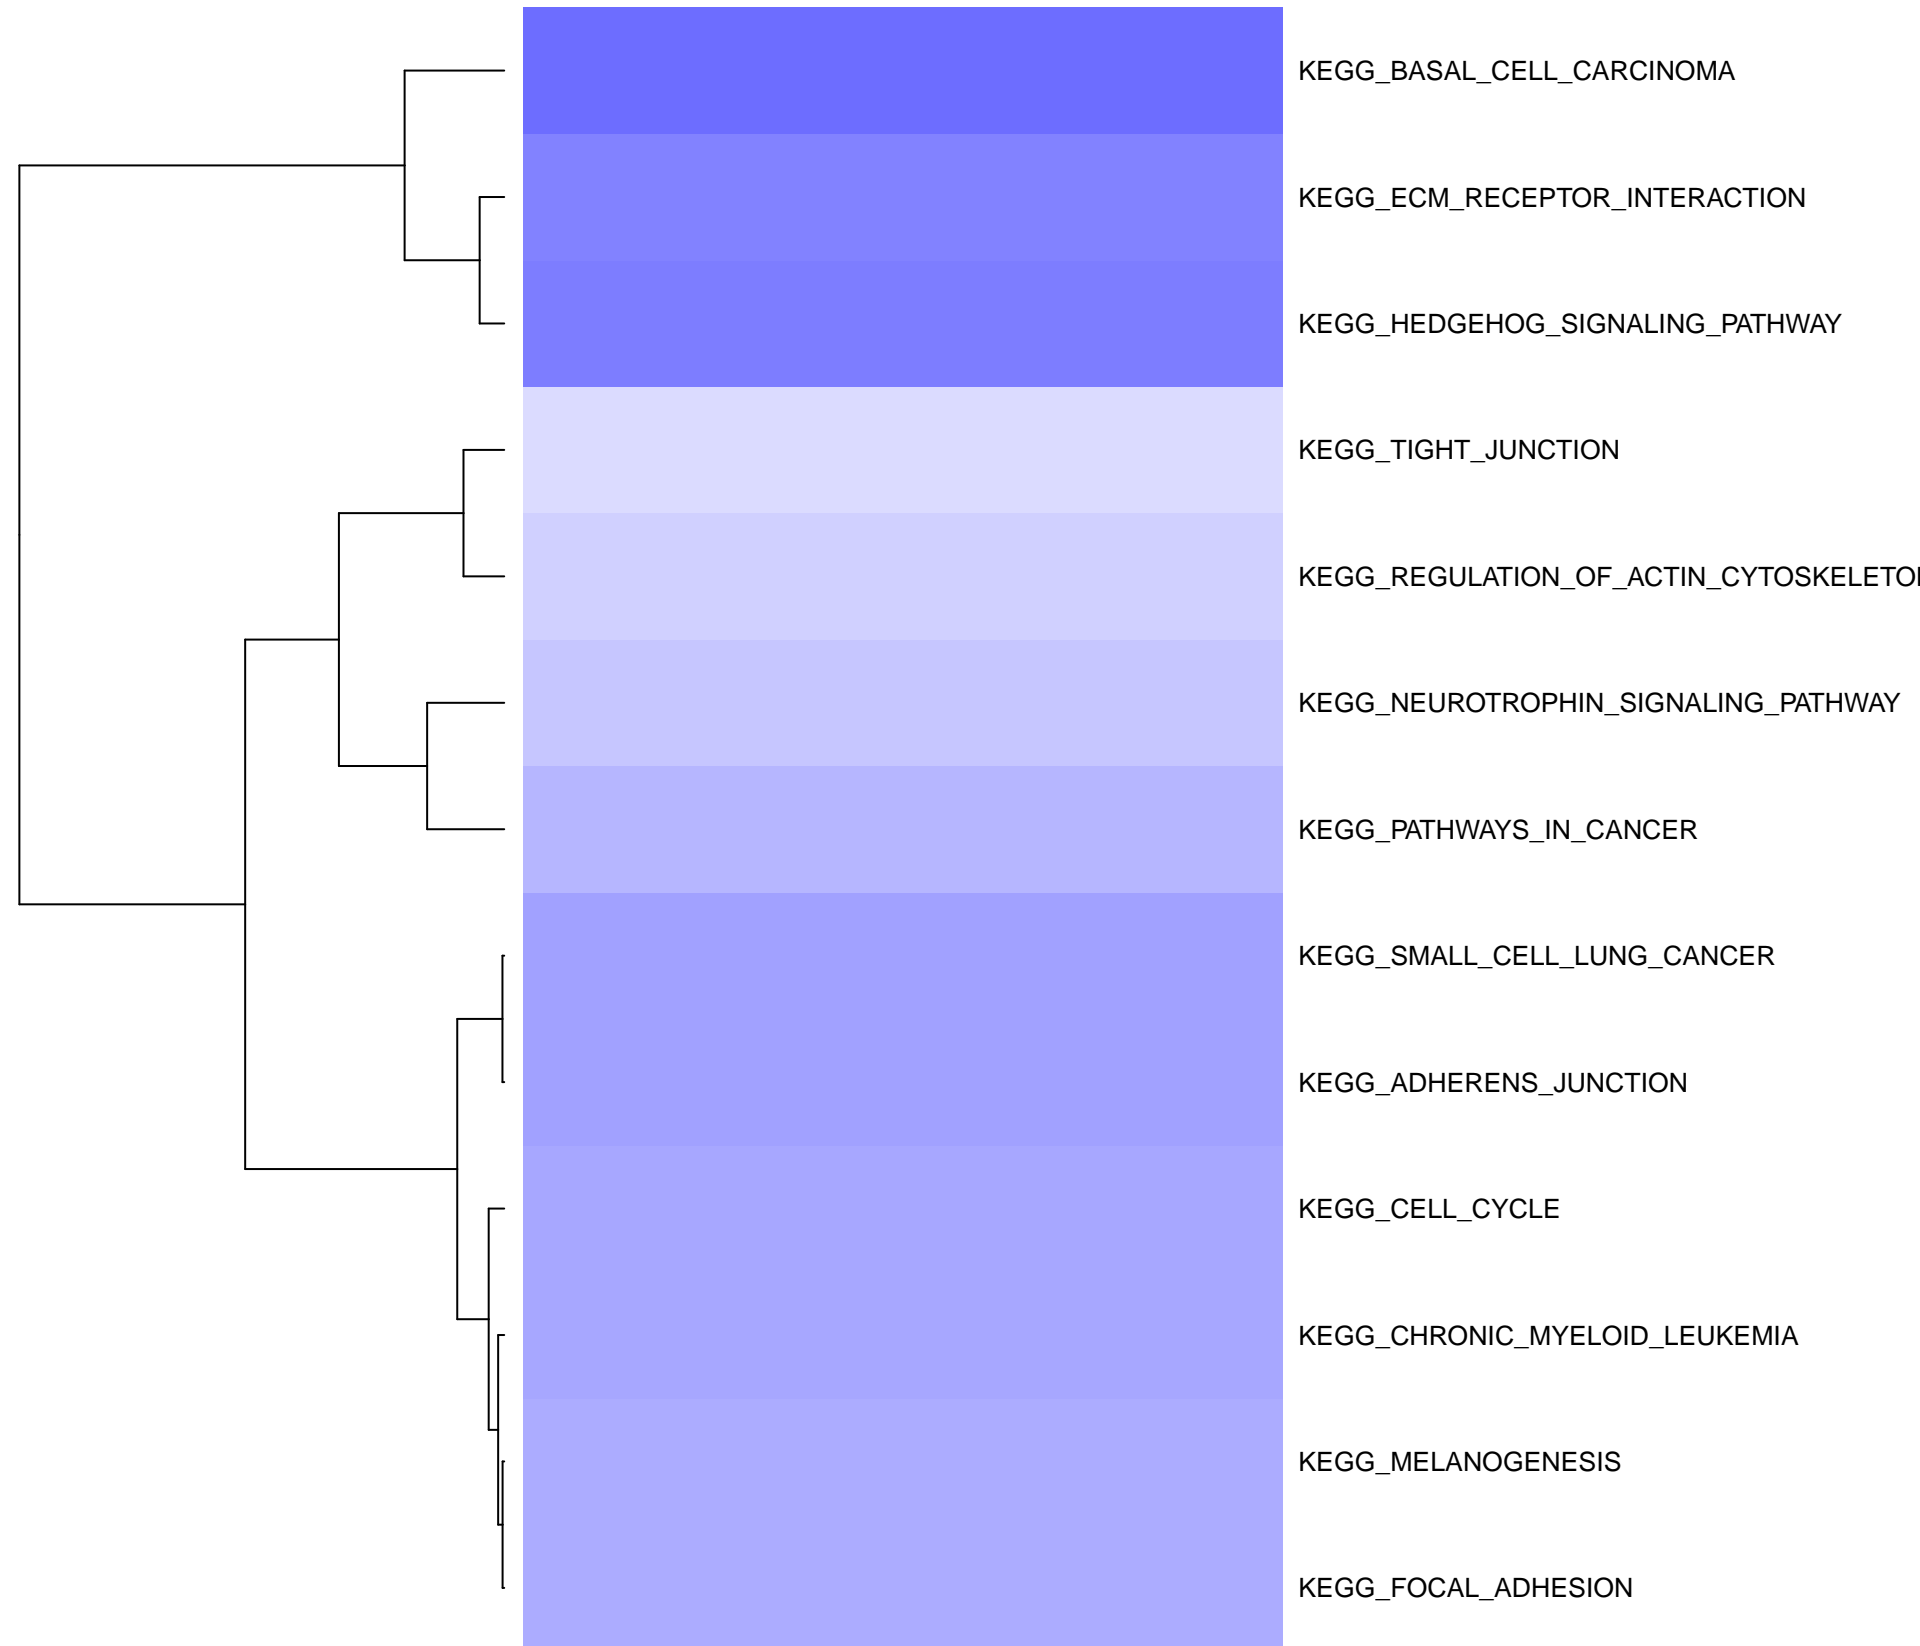 KEGG_BASAL_CELL_CARCINOMA
KEGG_ECM_RECEPTOR_INTERACTION
KEGG_HEDGEHOG_SIGNALING_PATHWAY
KEGG_TIGHT_JUNCTION
KEGG_REGULATION_OF_ACTIN_CYTOSKELETO
KEGG_NEUROTROPHIN_SIGNALING_PATHWAY
KEGG_PATHWAYS_IN_CANCER
KEGG_SMALL_CELL_LUNG_CANCER
KEGG_ADHERENS_JUNCTION
KEGG_CELL_CYCLE
KEGG_CHRONIC_MYELOID_LEUKEMIA
KEGG_MELANOGENESIS
KEGG_FOCAL_ADHESION